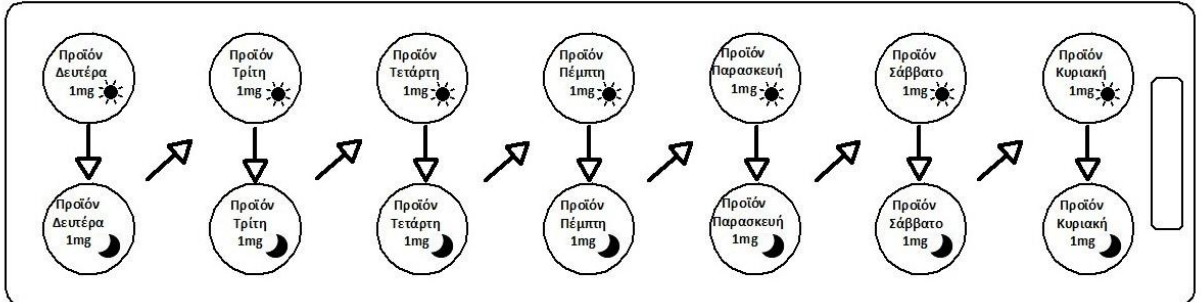 Προϊόν
Δευτέρα
1mg
Προϊόν
Τρίτη
1mg
Προϊόν
Τετάρτη
1mg
Προϊόν
Πέμπτη
1mg
Προϊόν
Παρασκευή
1mg
Προϊόν
Σάββατο
1mg
Προϊόν
Κυριακή
1mg
Προϊόν
Δευτέρα
1mg
Προϊόν
Τρίτη
1mg
Προϊόν
Τετάρτη
1mg
Προϊόν
Πέμπτη
1mg
Προϊόν
Παρασκευή
1mg
Προϊόν
Σάββατο
1mg
Προϊόν
Κυριακή
1mg